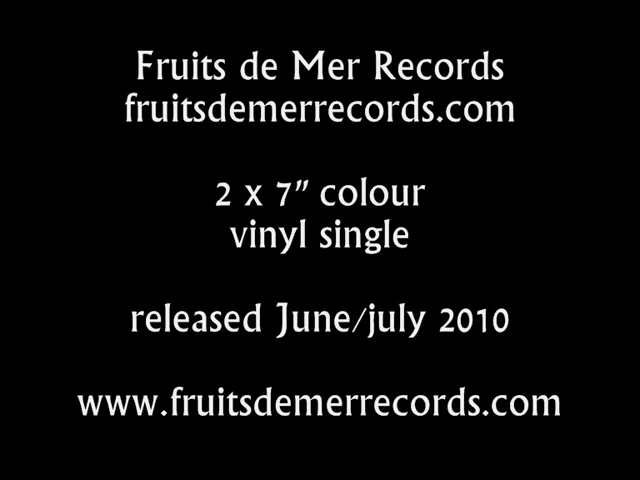 Fruits de Mer Records
fruitsdemerrecords.com
2 x 7" colour
vinyl single
released June/july 2010
www.fruitsdemerrecords.com